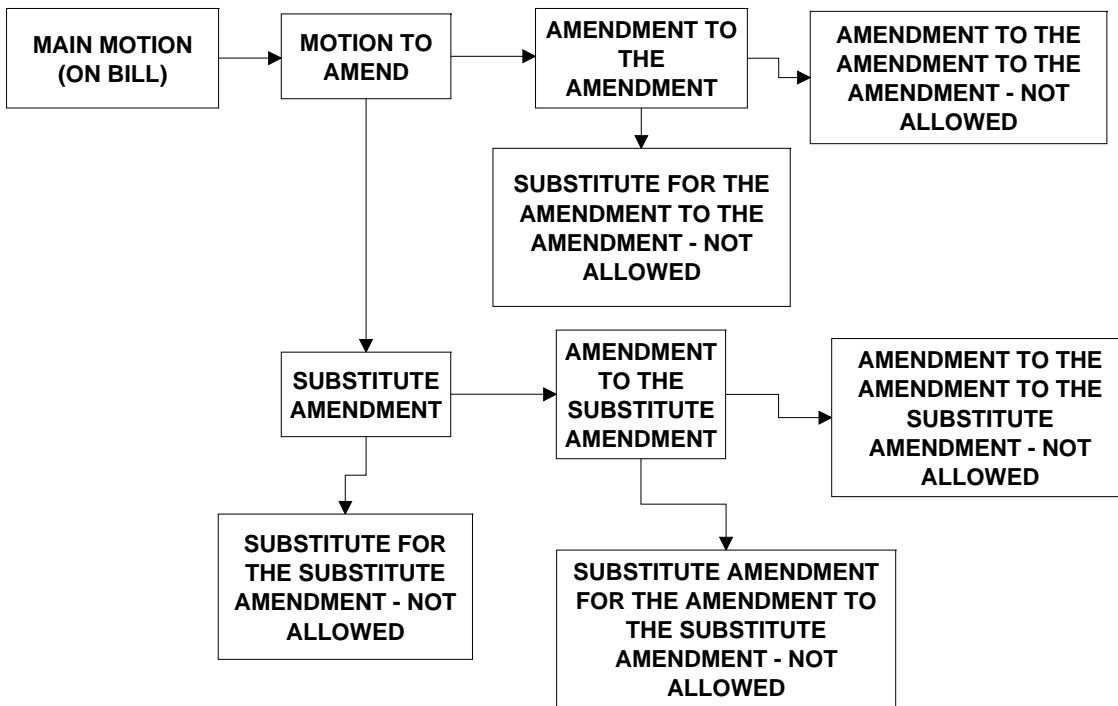 MAIN MOTION
(ON BILL)
MOTION TO
AMEND
AMENDMENT TO
THE
AMENDMENT
AMENDMENT TO THE
AMENDMENT TO THE
AMENDMENT - NOT
ALLOWED
SUBSTITUTE FOR THE
AMENDMENT TO THE
AMENDMENT - NOT
ALLOWED
SUBSTITUTE
AMENDMENT
AMENDMENT
TO THE
SUBSTITUTE
AMENDMENT
AMENDMENT TO THE
AMENDMENT TO THE
SUBSTITUTE
AMENDMENT - NOT
ALLOWED
SUBSTITUTE FOR
THE SUBSTITUTE
AMENDMENT - NOT
ALLOWED
SUBSTITUTE AMENDMENT
FOR THE AMENDMENT TO
THE SUBSTITUTE
AMENDMENT - NOT
ALLOWED